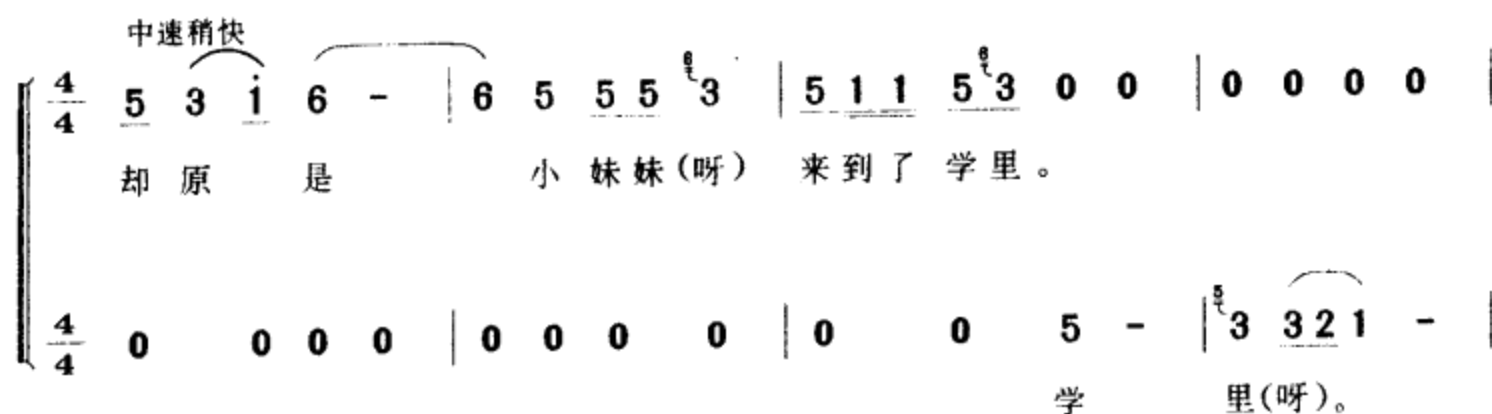 中速稍快
4/4 5 3 i 6 - | 6 5 5 5 6 3 | 5 1 1 5 6 3 0 0 | 0 0 0 0 |
却原 是 小妹妹(呀) 来到了学里。
4/4 0 0 0 0 | 0 0 0 0 | 0 0 5 - | 5 3 3 2 1 - |
学 里(呀)。